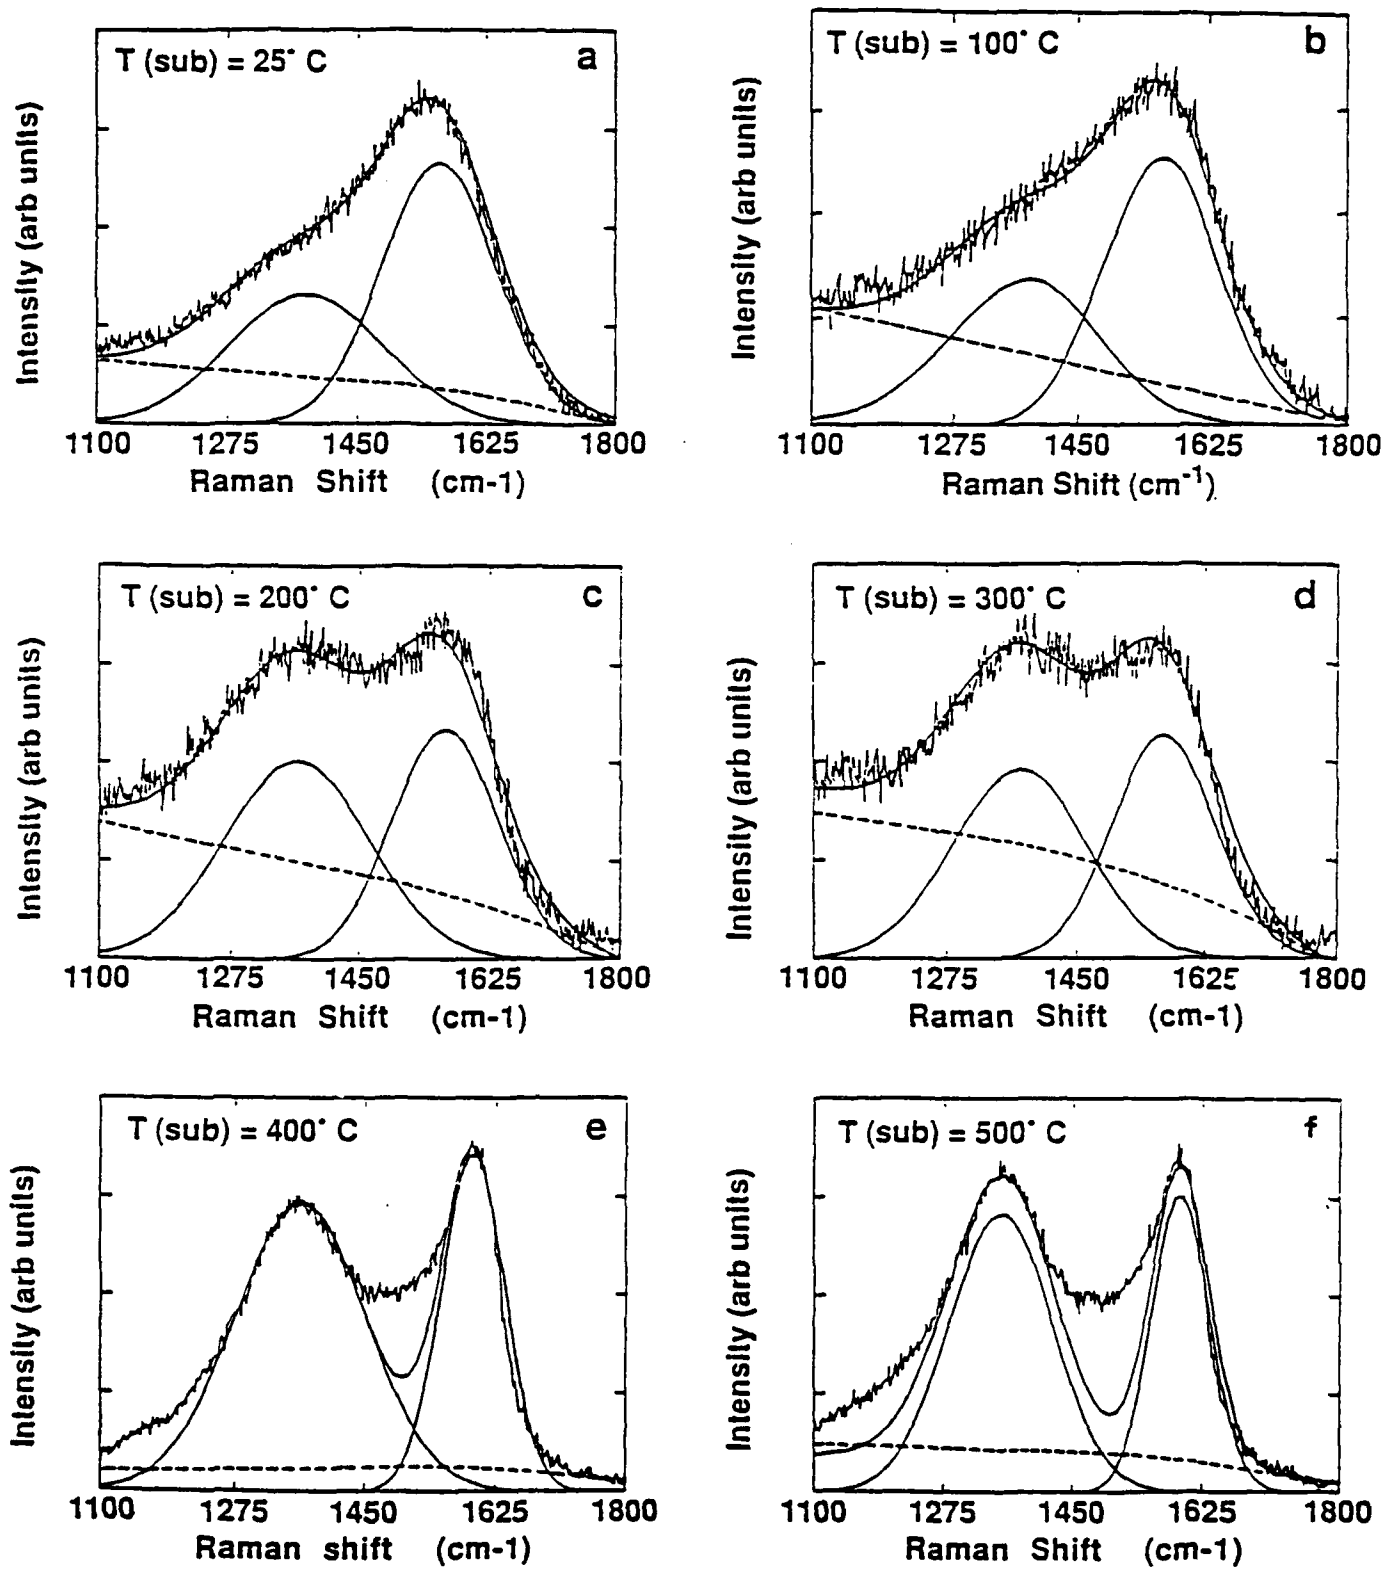 T (sub) = 25° C a
Intensity (arb units)
1100 1275 1450 1625 1800
Raman Shift (cm-1)
T (sub) = 100° C b
Intensity (arb units)
1100 1275 1450 1625 1800
Raman Shift (cm-1)
T (sub) = 200° C c
Intensity (arb units)
1100 1275 1450 1625 1800
Raman Shift (cm-1)
T (sub) = 300° C d
Intensity (arb units)
1100 1275 1450 1625 1800
Raman Shift (cm-1)
T (sub) = 400° C e
Intensity (arb units)
1100 1275 1450 1625 1800
Raman shift (cm-1)
T (sub) = 500° C f
Intensity (arb units)
1100 1275 1450 1625 1800
Raman Shift (cm-1)